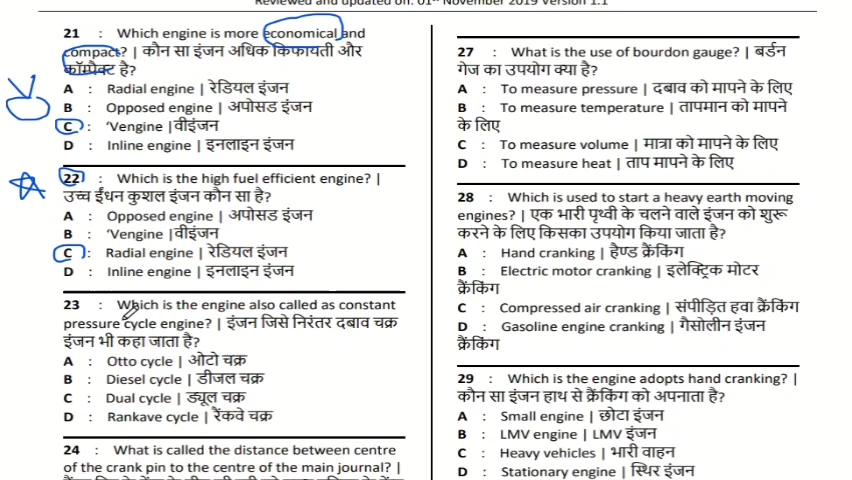 Reviewed and updated on: 01st November 2019 Version 1.1
21 : Which engine is more economical and
compact? | कौन सा इंजन अधिक किफायती और
कॉम्पैक्ट है?
A : Radial engine | रेडियल इंजन
B : Opposed engine | अपोसड इंजन
C : ‘Vengine | वीइंजन
D : Inline engine | इनलाइन इंजन
22 : Which is the high fuel efficient engine? |
उच्च ईंधन कुशल इंजन कौन सा है?
A : Opposed engine | अपोसड इंजन
B : ‘Vengine | वीइंजन
C : Radial engine | रेडियल इंजन
D : Inline engine | इनलाइन इंजन
23 : Which is the engine also called as constant
pressure cycle engine? | इंजन जिसे निरंतर दबाव चक्र
इंजन भी कहा जाता है?
A : Otto cycle | ओटो चक्र
B : Diesel cycle | डीजल चक्र
C : Dual cycle | ड्यूल चक्र
D : Rankave cycle | रैंकवे चक्र
24 : What is called the distance between centre
of the crank pin to the centre of the main journal? |
27 : What is the use of bourdon gauge? | बर्डन
गेज का उपयोग क्या है?
A : To measure pressure | दबाव को मापने के लिए
B : To measure temperature | तापमान को मापने
के लिए
C : To measure volume | मात्रा को मापने के लिए
D : To measure heat | ताप मापने के लिए
28 : Which is used to start a heavy earth moving
engines? | एक भारी पृथ्वी के चलने वाले इंजन को शुरू
करने के लिए किसका उपयोग किया जाता है?
A : Hand cranking | हैण्ड क्रैंकिंग
B : Electric motor cranking | इलेक्ट्रिक मोटर
क्रैंकिंग
C : Compressed air cranking | संपीड़ित हवा क्रैंकिंग
D : Gasoline engine cranking | गैसोलीन इंजन
क्रैंकिंग
29 : Which is the engine adopts hand cranking? |
कौन सा इंजन हाथ से क्रैंकिंग को अपनाता है?
A : Small engine | छोटा इंजन
B : LMV engine | LMV इंजन
C : Heavy vehicles | भारी वाहन
D : Stationary engine | स्थिर इंजन